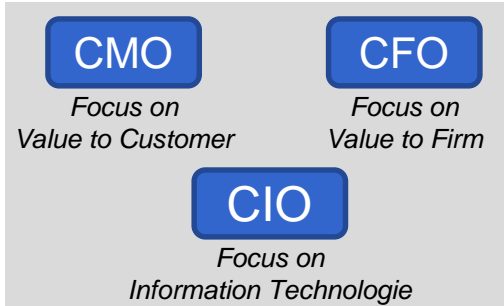 CMO
Focus on
Value to Customer
CFO
Focus on
Value to Firm
CIO
Focus on
Information Technologie